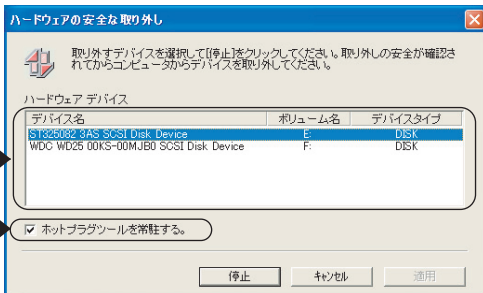 ハードウェアの安全な取り外し
取り外すデバイスを選択して[停止]をクリックしてください。取り外しの安全が確認さ
れてからコンピュータからデバイスを取り外してください。
ハードウェア デバイス
デバイス名 ボリューム名 デバイスタイプ
ST325082 3AS SCSI Disk Device E: DISK
WDC WD25 00KS-00MJB0 SCSI Disk Device F: DISK
ホットプラグツールを常駐する。
停止 キャンセル 適用